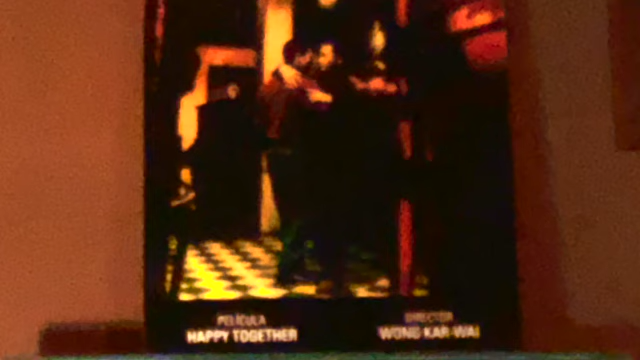 PELÍCULA
HAPPY TOGETHER
DIRECTOR
WONG KAR-WAI